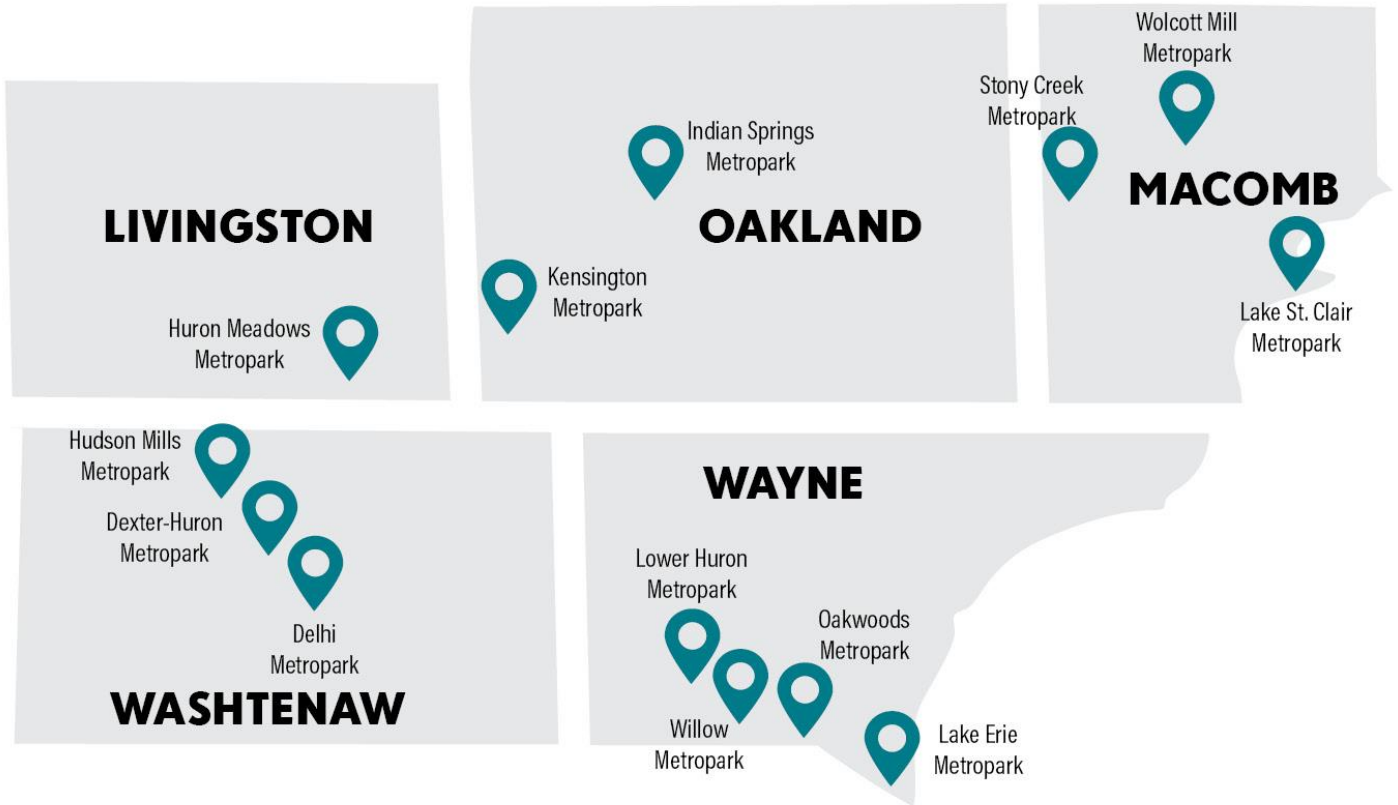 Wolcott Mill
Metropark
Stony Creek
Metropark
Indian Springs
Metropark
MACOMB
LIVINGSTON
OAKLAND
Kensington
Metropark
Lake St. Clair
Metropark
Huron Meadows
Metropark
Hudson Mills
Metropark
WAYNE
Dexter-Huron
Metropark
Lower Huron
Metropark
Oakwoods
Metropark
Delhi
Metropark
WASHTENAW
Willow
Metropark
Lake Erie
Metropark